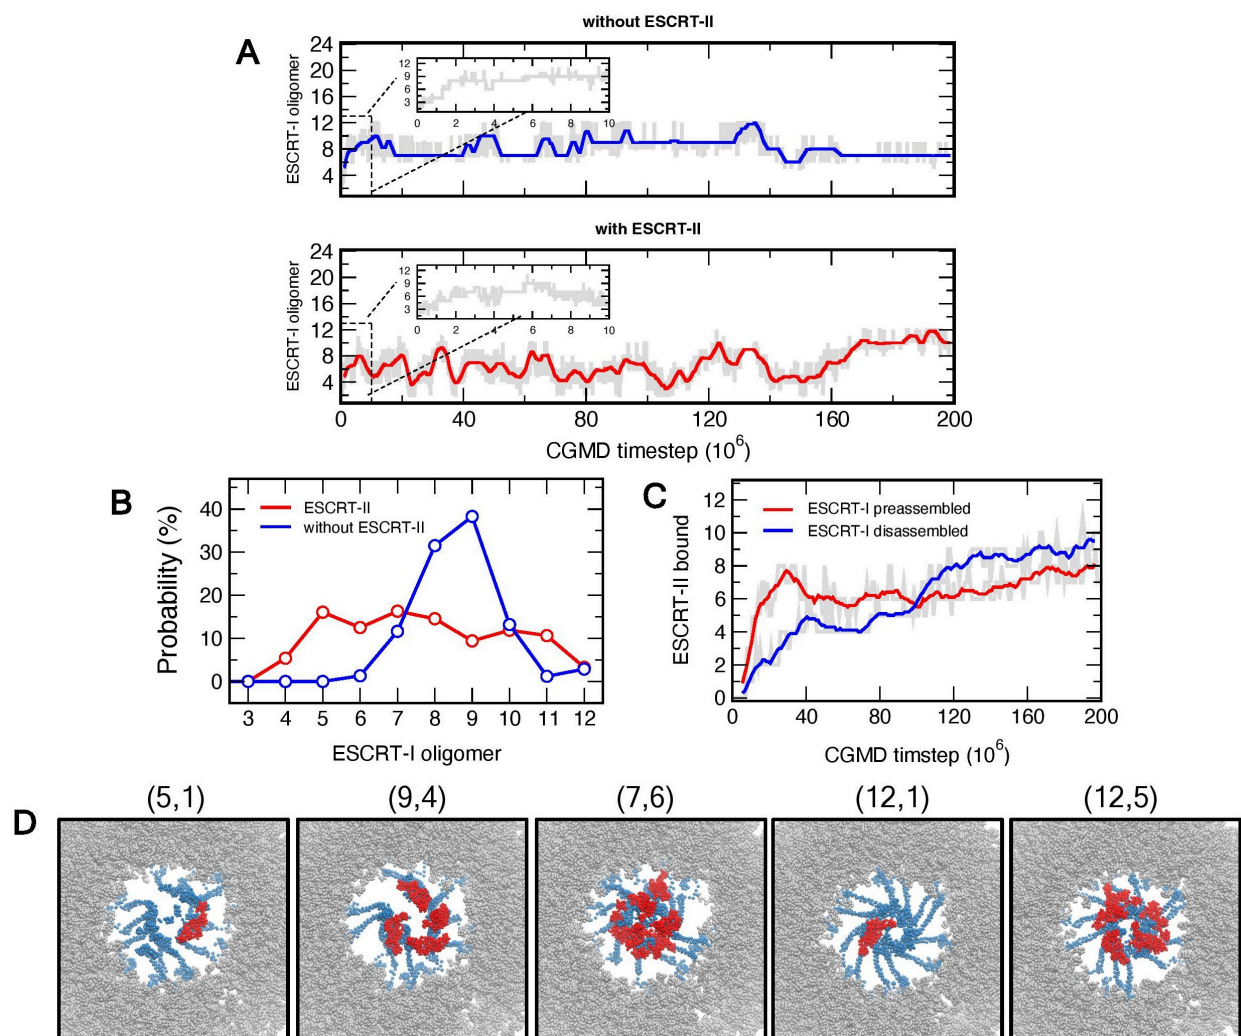 without ESCRT-II
A
ESCRT-I oligomer
24
20
16
12
8
4
12
9
6
3
0 2 4 6 8 10
with ESCRT-II
ESCRT-I oligomer
24
20
16
12
8
4
12
9
6
3
0 2 4 6 8 10
0 40 80 120 160 200
CGMD timestep (10^6)
B
Probability (%)
40
30
20
10
0
ESCRT-II
without ESCRT-II
3 4 5 6 7 8 9 10 11 12
ESCRT-I oligomer
C
ESCRT-II bound
12
10
8
6
4
2
0
ESCRT-I preassembled
ESCRT-I disassembled
0 40 80 120 160 200
CGMD timstep (10^6)
D
(5,1) (9,4) (7,6) (12,1) (12,5)